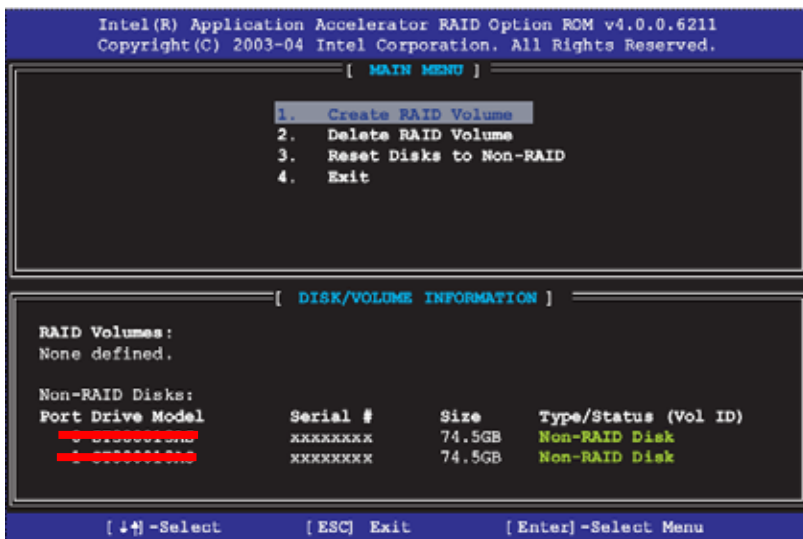 Intel(R) Application Accelerator RAID Option ROM v4.0.0.6211
Copyright(C) 2003-04 Intel Corporation. All Rights Reserved.
[ MAIN MENU ]
1. Create RAID Volume
2. Delete RAID Volume
3. Reset Disks to Non-RAID
4. Exit
[ DISK/VOLUME INFORMATION ]
RAID Volumes:
None defined.
Non-RAID Disks:
Port Drive Model Serial # Size Type/Status (Vol ID)
xxxxxxxx 74.5GB Non-RAID Disk
xxxxxxxx 74.5GB Non-RAID Disk
[↓↑]-Select [ESC] Exit [Enter]-Select Menu